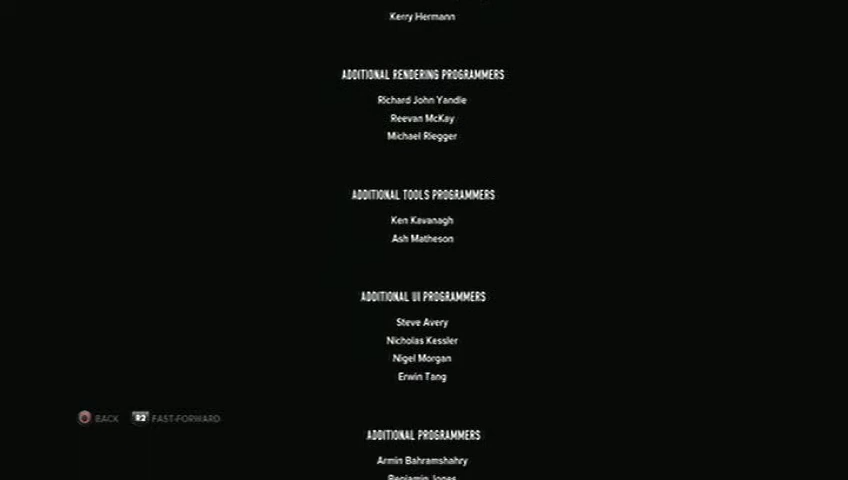 Kerry Hermann
ADDITIONAL RENDERING PROGRAMMERS
Richard John Yandle
Reevan McKay
Michael Riegger
ADDITIONAL TOOLS PROGRAMMERS
Ken Kavanagh
Ash Matheson
ADDITIONAL UI PROGRAMMERS
Steve Avery
Nicholas Kessler
Nigel Morgan
Erwin Tang
BACK R2 FAST-FORWARD
ADDITIONAL PROGRAMMERS
Armin Bahramshahry
Benjamin Jones